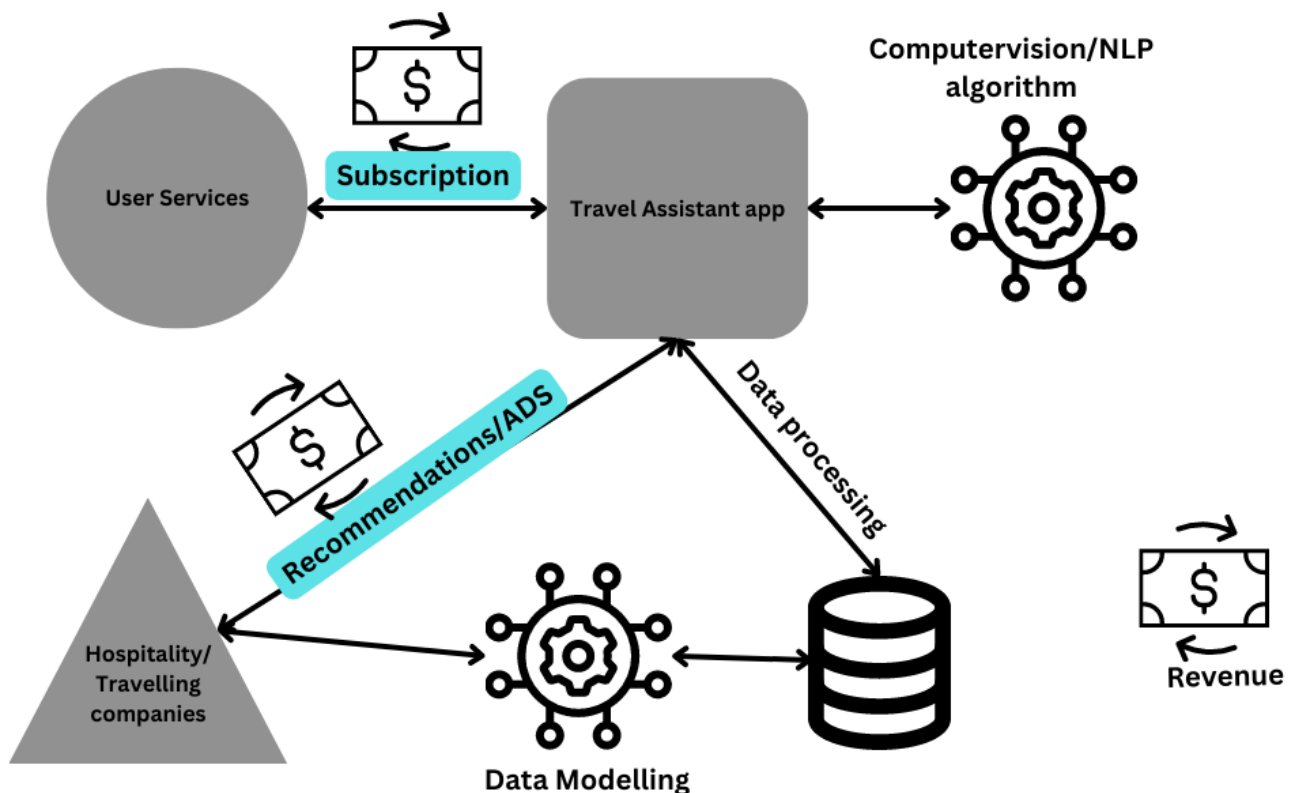 Computervision/NLP
algorithm
$
Subscription
User Services
Travel Assistant app
Data processing
$
Recommendations/ADS
$
Revenue
Hospitality/
Travelling
companies
Data Modelling